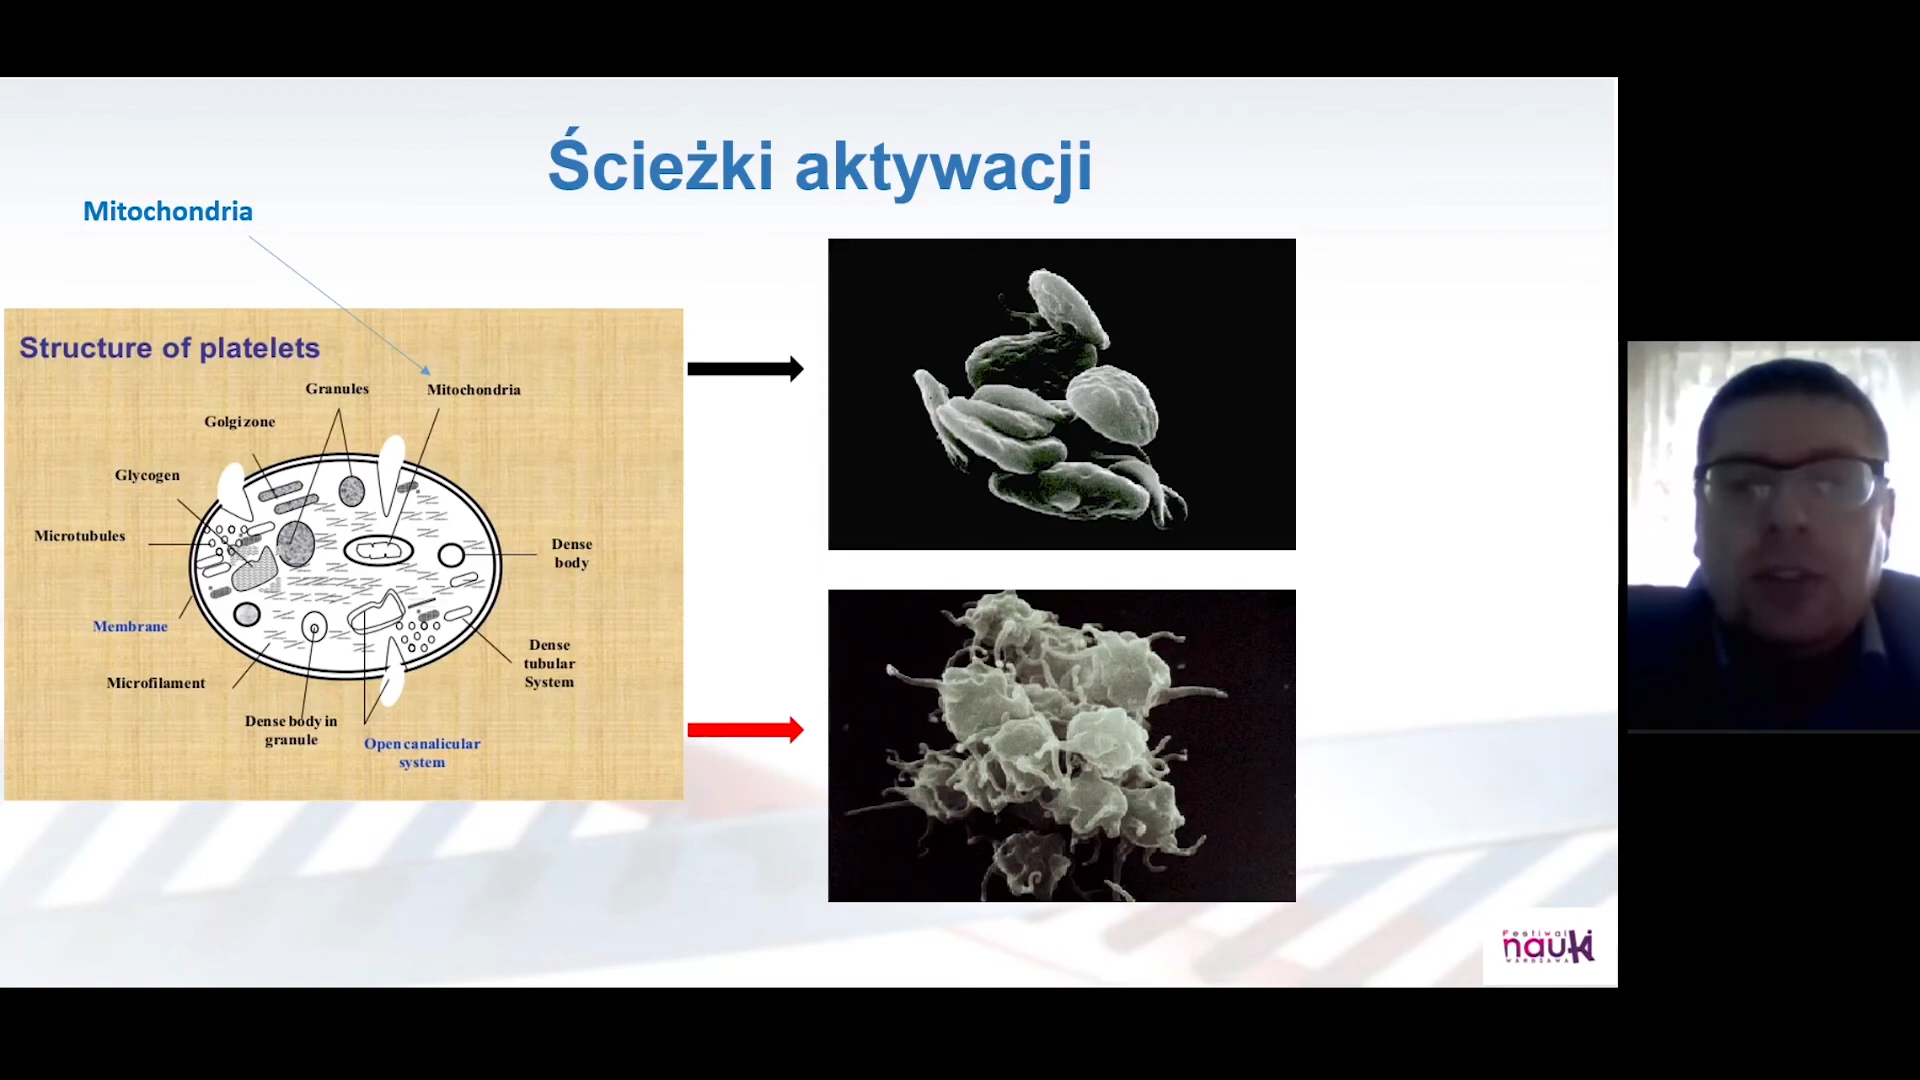 Ścieżki aktywacji
Mitochondria
Structure of platelets
Granules
Mitochondria
Golgi zone
Glycogen
Microtubules
Dense
body
Membrane
Dense
tubular
System
Microfilament
Dense body in
granule
Open canalicular
system
Festiwal
nauki
WARSZAWA